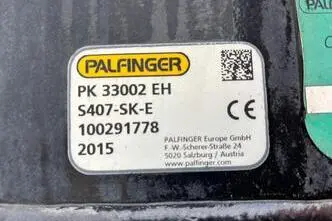 PALFINGER
PK 33002 EH
S407-SK-E
100291778
2015
CE
PALFINGER Europe GmbH
F.-W.-Scherer-Straße 24
5020 Salzburg / Austria
www.palfinger.com